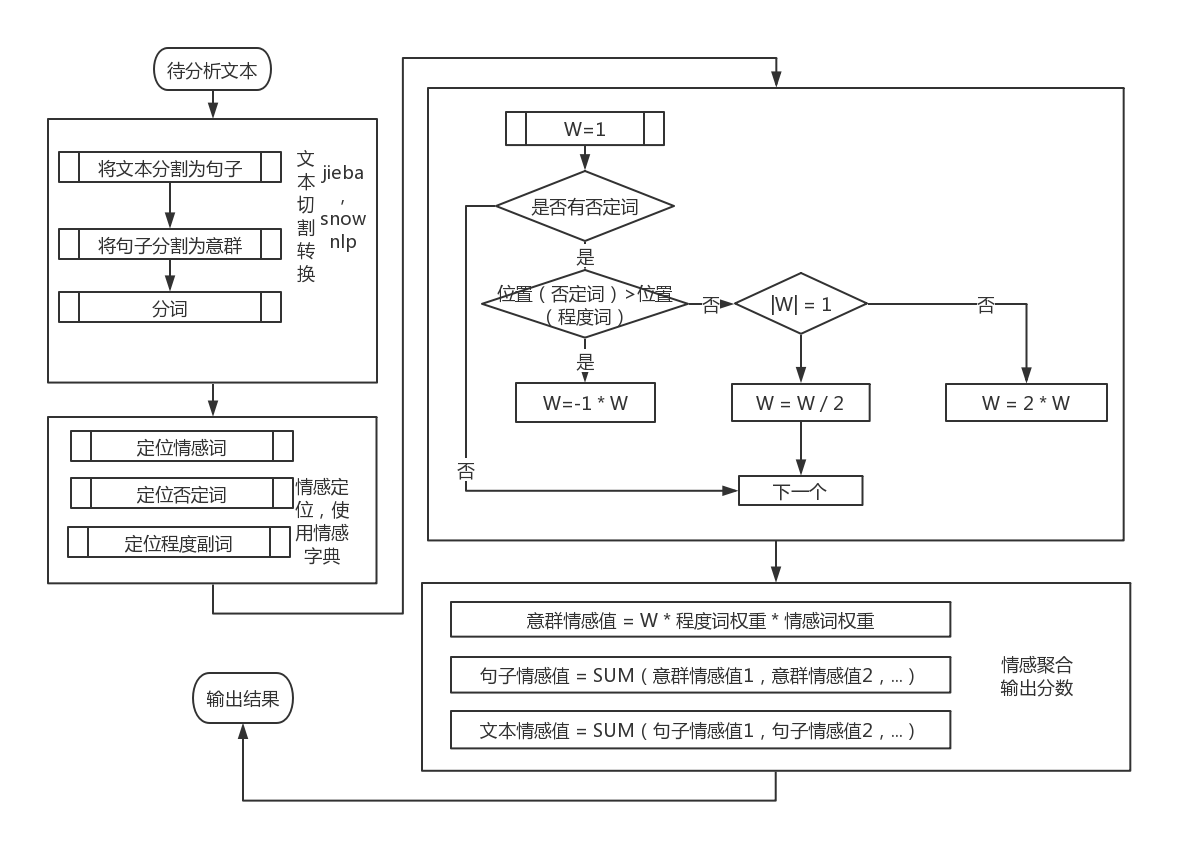 待分析文本
将文本分割为句子
将句子分割为意群
分词
文
本
切
割
转
换
jieba
,
snow
nlp
定位情感词
定位否定词
定位程度副词
情感定
位，使
用情感
字典
W=1
是否有否定词
是
位置（否定词）>位置
（程度词）
否
|W| = 1
否
是
W=-1 * W
W = W / 2
W = 2 * W
否
下一个
意群情感值 = W * 程度词权重 * 情感词权重
句子情感值 = SUM（意群情感值1，意群情感值2，...）
文本情感值 = SUM（句子情感值1，句子情感值2，...）
情感聚合
输出分数
输出结果